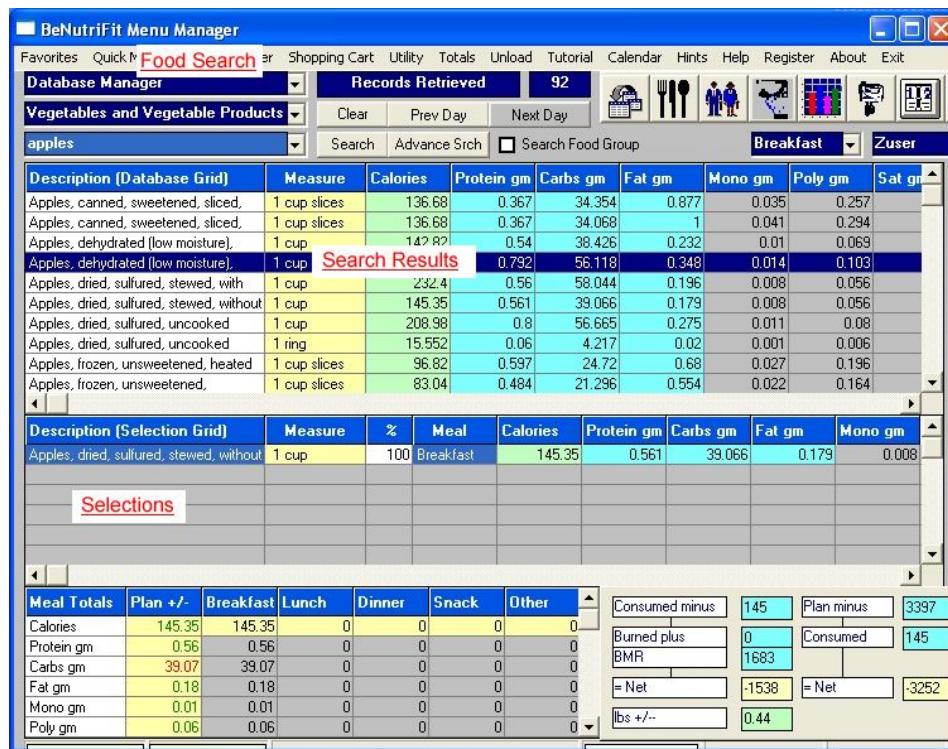 BeNutriFit Menu Manager
Favorites Quick M Food Search er Shopping Cart Utility Totals Unload Tutorial Calendar Hints Help Register About Exit
Database Manager Records Retrieved 92
Vegetables and Vegetable Products Clear Prev Day Next Day
apples Search Advance Srch Search Food Group Breakfast Zuser
Description (Database Grid) Measure Calories Protein gm Carbs gm Fat gm Mono gm Poly gm Sat gm
Apples, canned, sweetened, sliced, 1 cup slices 136.68 0.367 34.354 0.877 0.035 0.257
Apples, canned, sweetened, sliced, 1 cup slices 136.68 0.367 34.068 1 0.041 0.294
Apples, dehydrated (low moisture), 1 cup 142.82 0.54 38.426 0.232 0.01 0.069
Apples, dehydrated (low moisture), 1 cup Search Results 0.792 56.118 0.348 0.014 0.103
Apples, dried, sulfured, stewed, with 1 cup 232.4 0.56 58.044 0.196 0.008 0.056
Apples, dried, sulfured, stewed, without 1 cup 145.35 0.561 39.066 0.179 0.008 0.056
Apples, dried, sulfured, uncooked 1 cup 208.98 0.8 56.665 0.275 0.011 0.08
Apples, dried, sulfured, uncooked 1 ring 15.552 0.06 4.217 0.02 0.001 0.006
Apples, frozen, unsweetened, heated 1 cup slices 96.82 0.597 24.72 0.68 0.027 0.196
Apples, frozen, unsweetened, 1 cup slices 83.04 0.484 21.296 0.554 0.022 0.164
Description (Selection Grid) Measure % Meal Calories Protein gm Carbs gm Fat gm Mono gm
Apples, dried, sulfured, stewed, without 1 cup 100 Breakfast 145.35 0.561 39.066 0.179 0.008
Selections
Meal Totals Plan +/- Breakfast Lunch Dinner Snack Other
Calories 145.35 145.35 0 0 0 0
Protein gm 0.56 0.56 0 0 0 0
Carbs gm 39.07 39.07 0 0 0 0
Fat gm 0.18 0.18 0 0 0 0
Mono gm 0.01 0.01 0 0 0 0
Poly gm 0.06 0.06 0 0 0 0
Consumed minus 145 Plan minus 3397
Burned plus 0 Consumed 145
BMR 1683
= Net -1538 = Net -3252
lbs +/-- 0.44